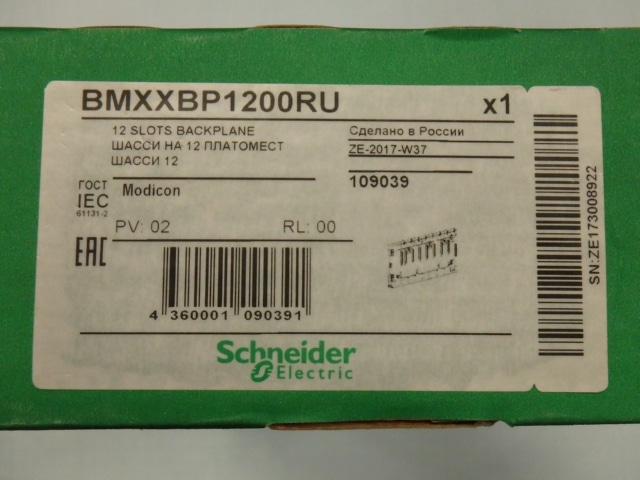 BMXXBP1200RU x1
12 SLOTS BACKPLANE
ШАССИ НА 12 ПЛАТОМЕСТ
ШАССИ 12
Сделано в России
ZE-2017-W37
109039
ГОСТ
IEC
61131-2
Modicon
PV: 02 RL: 00
EAC
4 360001 090391
Schneider
Electric
SN:ZE173008922